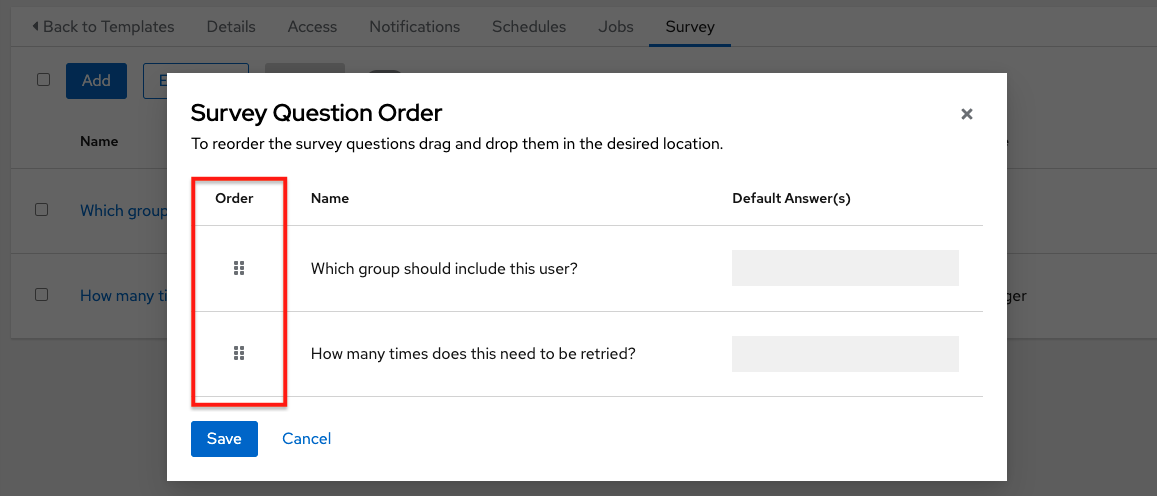 Back to Templates Details Access Notifications Schedules Jobs Survey
Add
Survey Question Order
To reorder the survey questions drag and drop them in the desired location.
Name
Order Name Default Answer(s)
Which group
Which group should include this user?
How many
How many times does this need to be retried?
Save Cancel